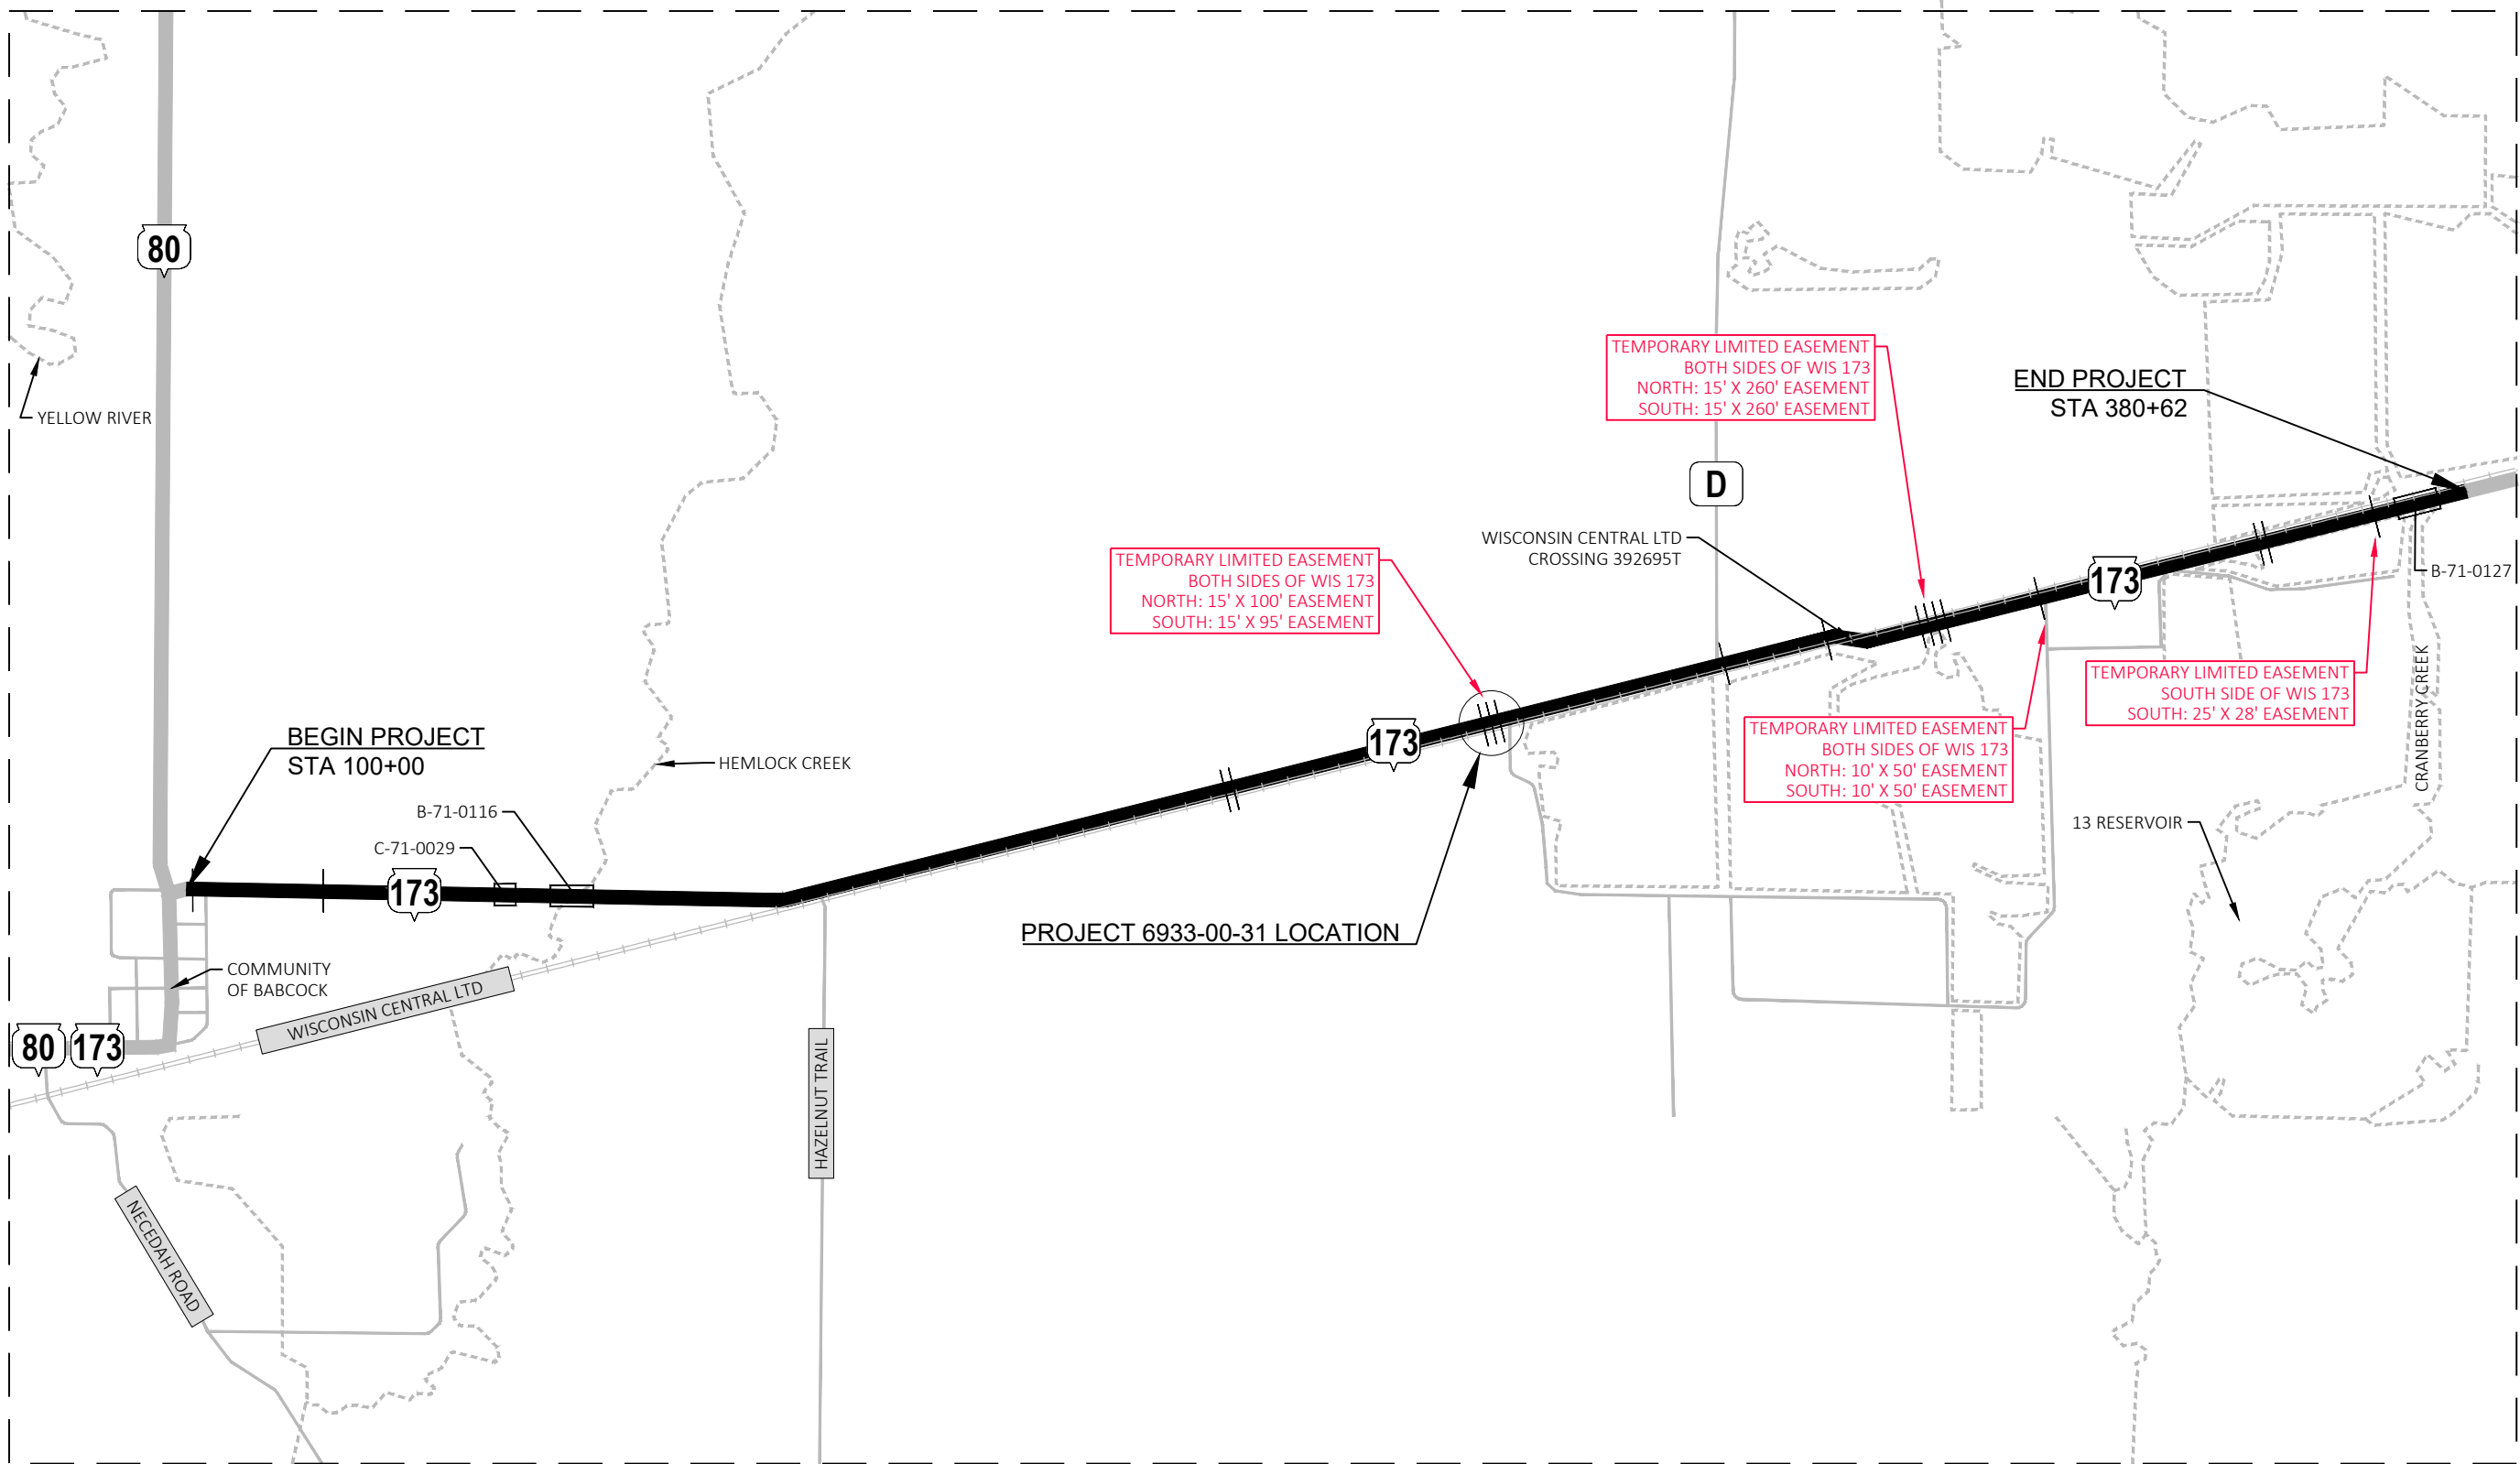 80
YELLOW RIVER
TEMPORARY LIMITED EASEMENT
BOTH SIDES OF WIS 173
NORTH: 15' X 260' EASEMENT
SOUTH: 15' X 260' EASEMENT
END PROJECT
STA 380+62
D
WISCONSIN CENTRAL LTD
CROSSING 392695T
TEMPORARY LIMITED EASEMENT
BOTH SIDES OF WIS 173
NORTH: 15' X 100' EASEMENT
SOUTH: 15' X 95' EASEMENT
173
B-71-0127
TEMPORARY LIMITED EASEMENT
SOUTH SIDE OF WIS 173
SOUTH: 25' X 28' EASEMENT
CRANBERRY CREEK
TEMPORARY LIMITED EASEMENT
BOTH SIDES OF WIS 173
NORTH: 10' X 50' EASEMENT
SOUTH: 10' X 50' EASEMENT
173
BEGIN PROJECT
STA 100+00
HEMLOCK CREEK
B-71-0116
C-71-0029
173
13 RESERVOIR
PROJECT 6933-00-31 LOCATION
COMMUNITY
OF BABCOCK
WISCONSIN CENTRAL LTD
80
173
HAZELNUT TRAIL
NECEDAH ROAD